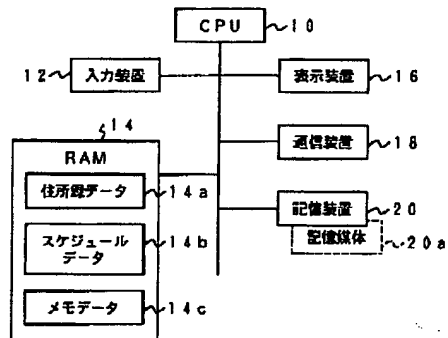 CPU
10
12
入力装置
表示装置
16
14
RAM
通信装置
18
住所録データ
14a
記憶装置
20
スケジュール
データ
14b
記憶媒体
20a
メモデータ
14c